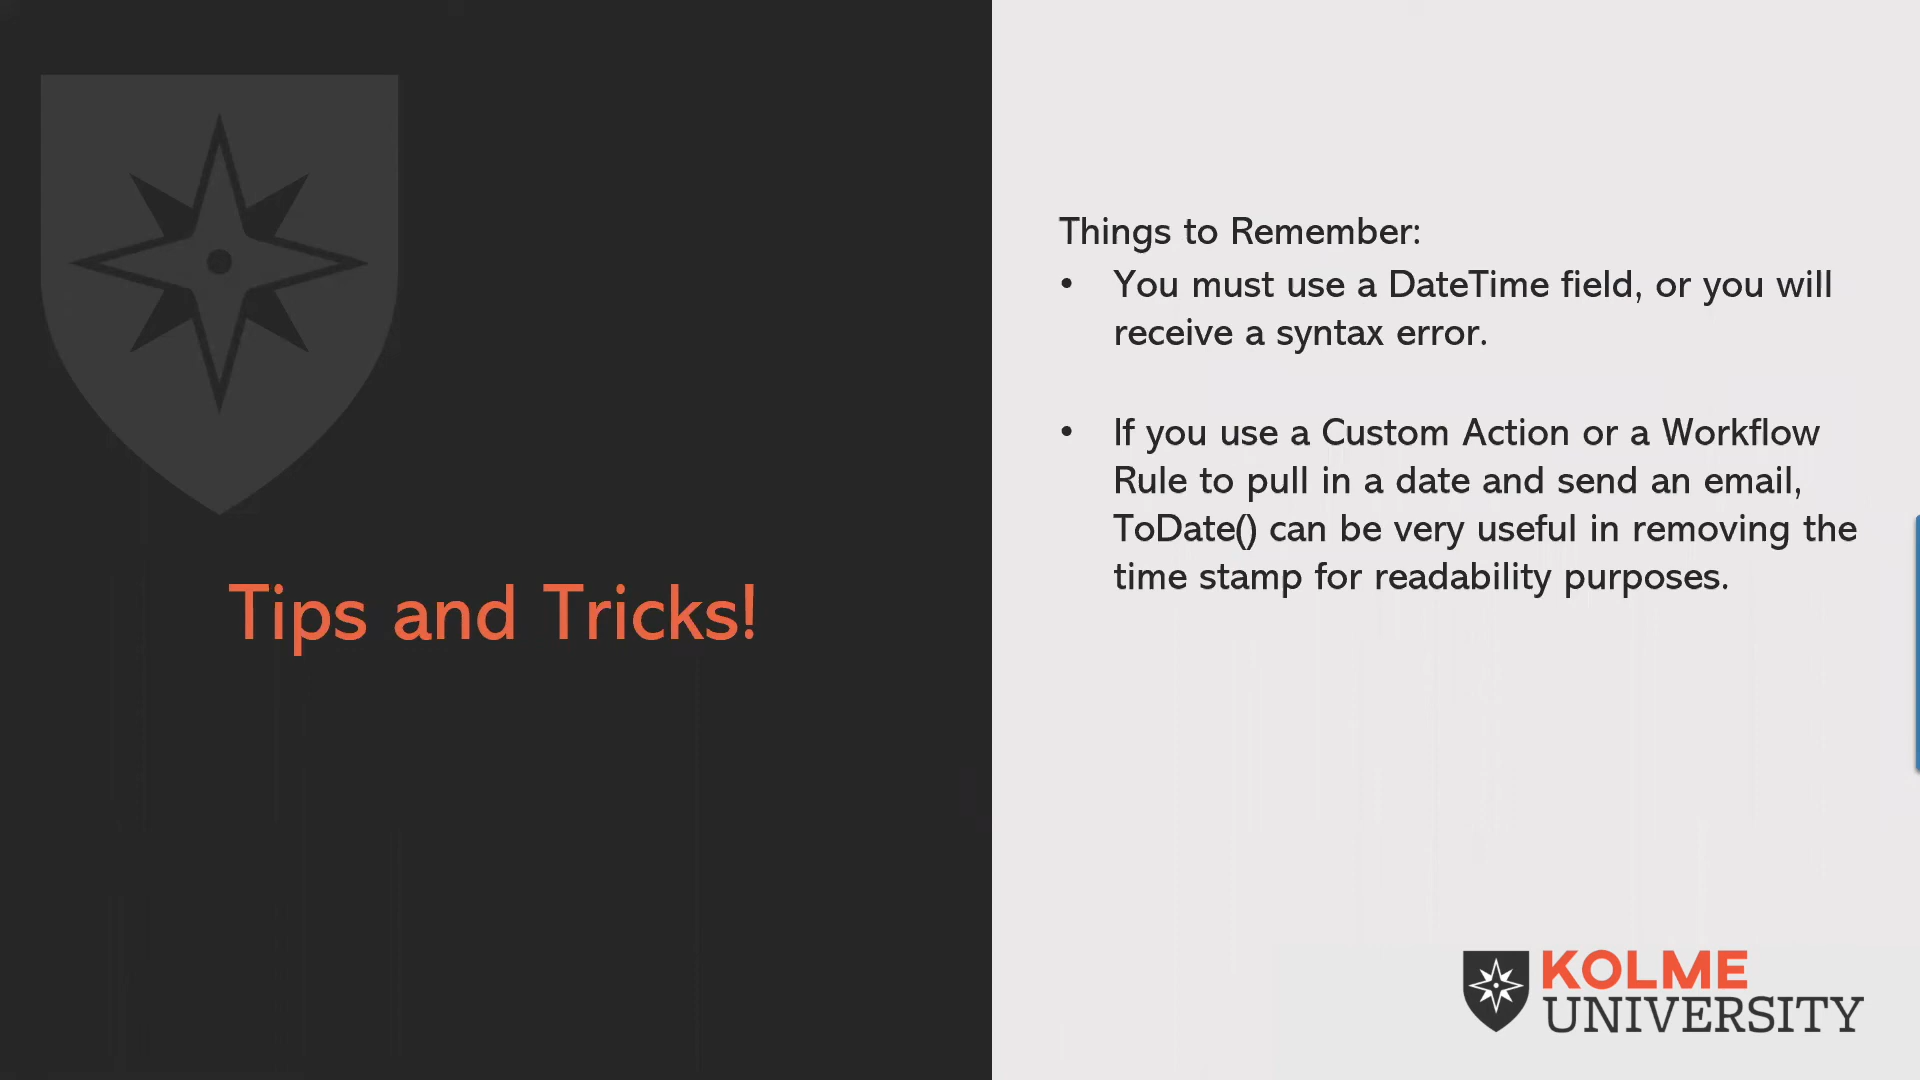 Tips and Tricks!
Things to Remember:
• You must use a DateTime field, or you will
receive a syntax error.
• If you use a Custom Action or a Workflow
Rule to pull in a date and send an email,
ToDate() can be very useful in removing the
time stamp for readability purposes.
KOLME
UNIVERSITY